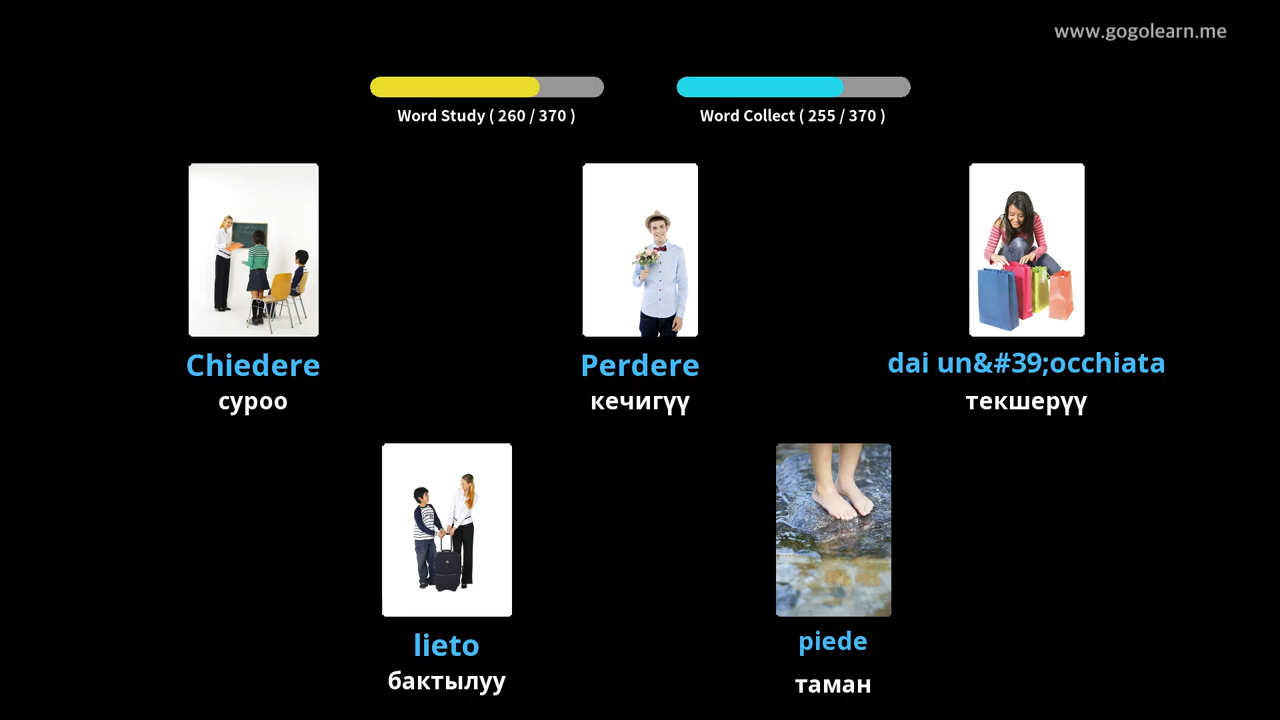 www.gogolearn.me
Word Study ( 260 / 370 )
Word Collect ( 255 / 370 )
Chiedere
суроо
Perdere
кечигүү
dai un&#39;occhiata
текшерүү
lieto
бактылуу
piede
таман